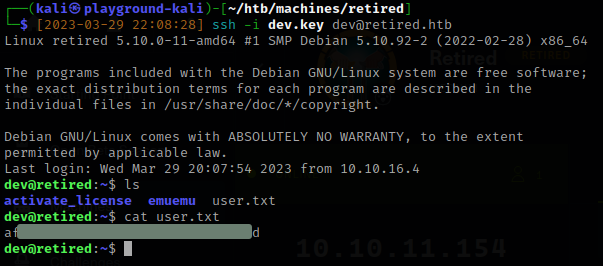 (kali㉿playground-kali)-[~/htb/machines/retired]
$ [2023-03-29 22:08:28] ssh -i dev.key dev@retired.htb
Linux retired 5.10.0-11-amd64 #1 SMP Debian 5.10.92-2 (2022-02-28) x86_64
The programs included with the Debian GNU/Linux system are free software;
the exact distribution terms for each program are described in the
individual files in /usr/share/doc/*/copyright.
Debian GNU/Linux comes with ABSOLUTELY NO WARRANTY, to the extent
permitted by applicable law.
Last login: Wed Mar 29 20:07:54 2023 from 10.10.16.4
dev@retired:~$ ls
activate_license  emuemu  user.txt
dev@retired:~$ cat user.txt
af d
dev@retired:~$
Retired
10.10.11.154